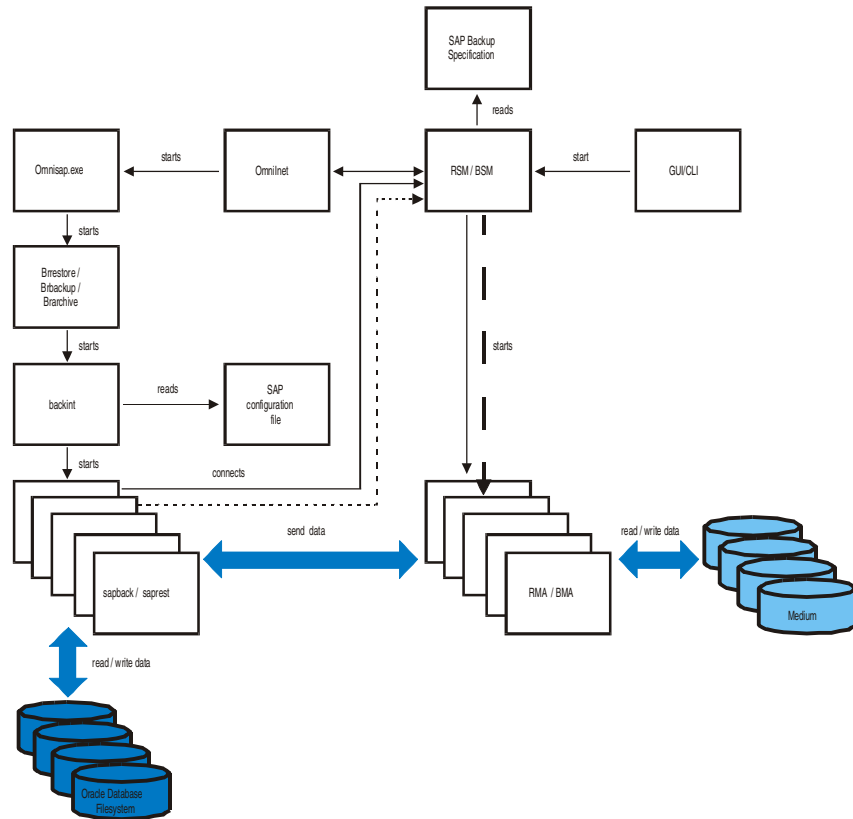 SAP Backup
Specification
reads
Omnisap.exe
starts
OmniInet
RSM / BSM
start
GUI/CLI
starts
Brrestore /
Brbackup /
Brarchive
starts
starts
backint
reads
SAP
configuration
file
starts
connects
send data
read / write data
sapback / saprest
RMA / BMA
Medium
read / write data
Oracle Database
Filesystem